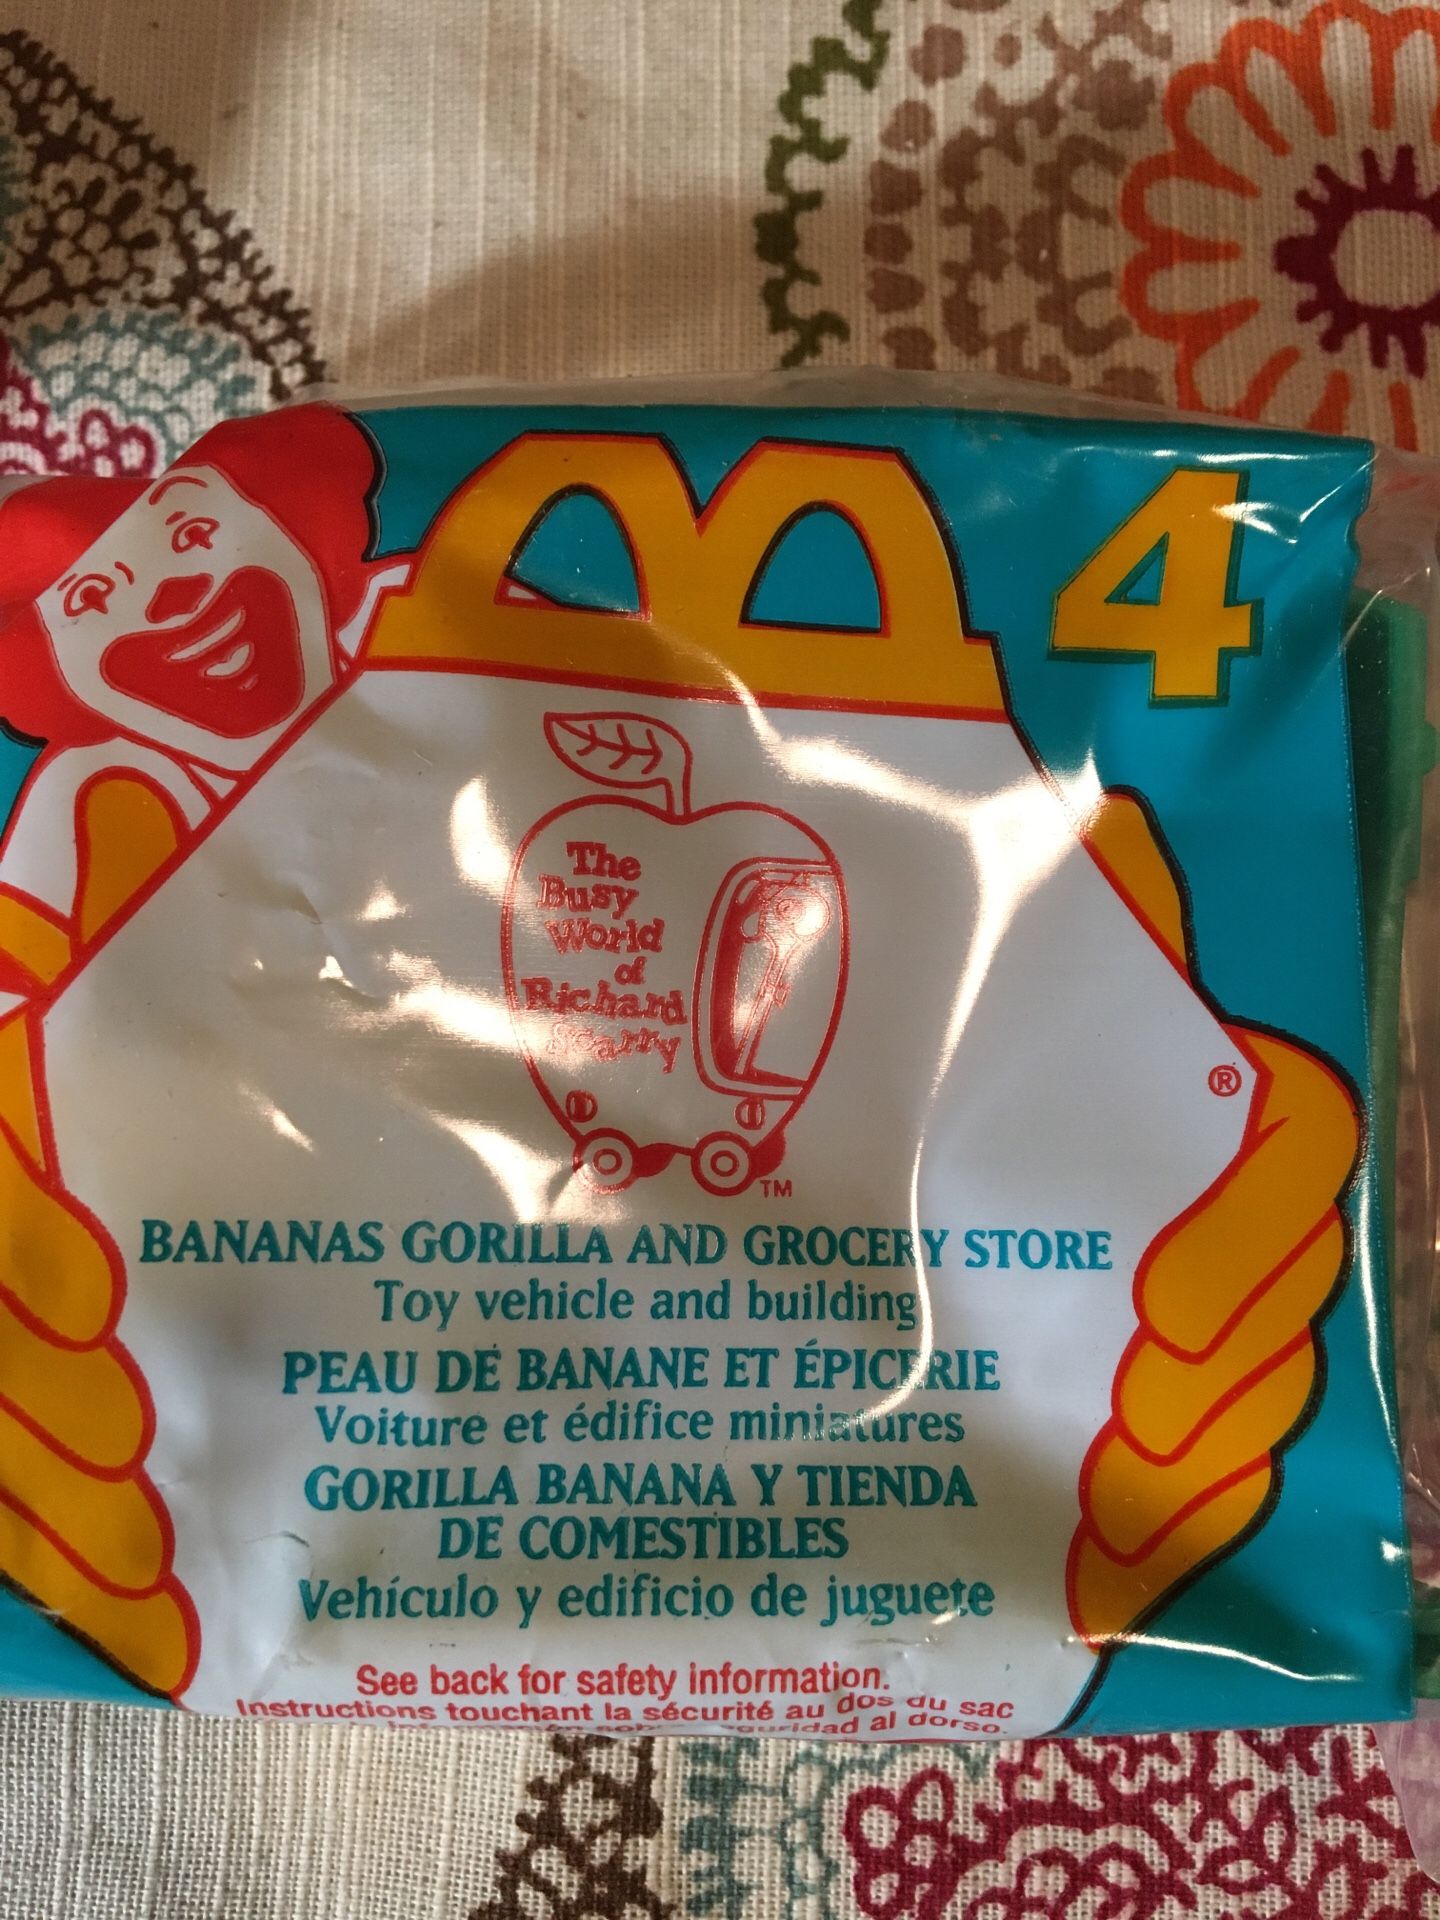 4
The
Busy
World
of
Richard
Scarry
TM
®
BANANAS GORILLA AND GROCERY STORE
Toy vehicle and building
PEAU DE BANANE ET ÉPICERIE
Voiture et édifice miniatures
GORILLA BANANA Y TIENDA
DE COMESTIBLES
Vehículo y edificio de juguete
See back for safety information.
Instructions touchant la sécurité au dos du sac
al dorso.